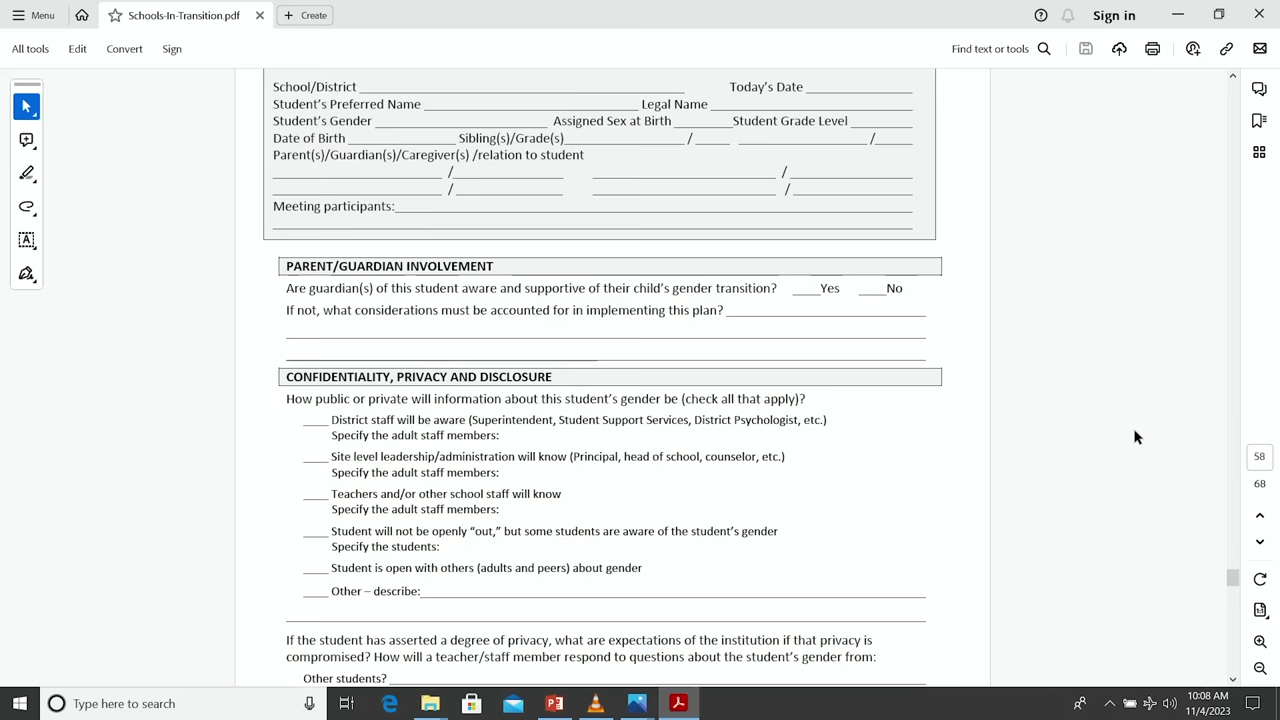 Menu
Schools-In-Transition.pdf
Create
Sign in
All tools
Edit
Convert
Sign
Find text or tools
School/District Today's Date
Student's Preferred Name Legal Name
Student's Gender Assigned Sex at Birth Student Grade Level
Date of Birth Sibling(s)/Grade(s) / /
Parent(s)/Guardian(s)/Caregiver(s) /relation to student
/ /
/ /
Meeting participants:
PARENT/GUARDIAN INVOLVEMENT
Are guardian(s) of this student aware and supportive of their child's gender transition? Yes No
If not, what considerations must be accounted for in implementing this plan?
CONFIDENTIALITY, PRIVACY AND DISCLOSURE
How public or private will information about this student's gender be (check all that apply)?
District staff will be aware (Superintendent, Student Support Services, District Psychologist, etc.)
Specify the adult staff members:
Site level leadership/administration will know (Principal, head of school, counselor, etc.)
Specify the adult staff members:
Teachers and/or other school staff will know
Specify the adult staff members:
Student will not be openly “out,” but some students are aware of the student's gender
Specify the students:
Student is open with others (adults and peers) about gender
Other – describe:
If the student has asserted a degree of privacy, what are expectations of the institution if that privacy is
compromised? How will a teacher/staff member respond to questions about the student's gender from:
Other students?
58
68
Type here to search
10:08 AM
11/4/2023